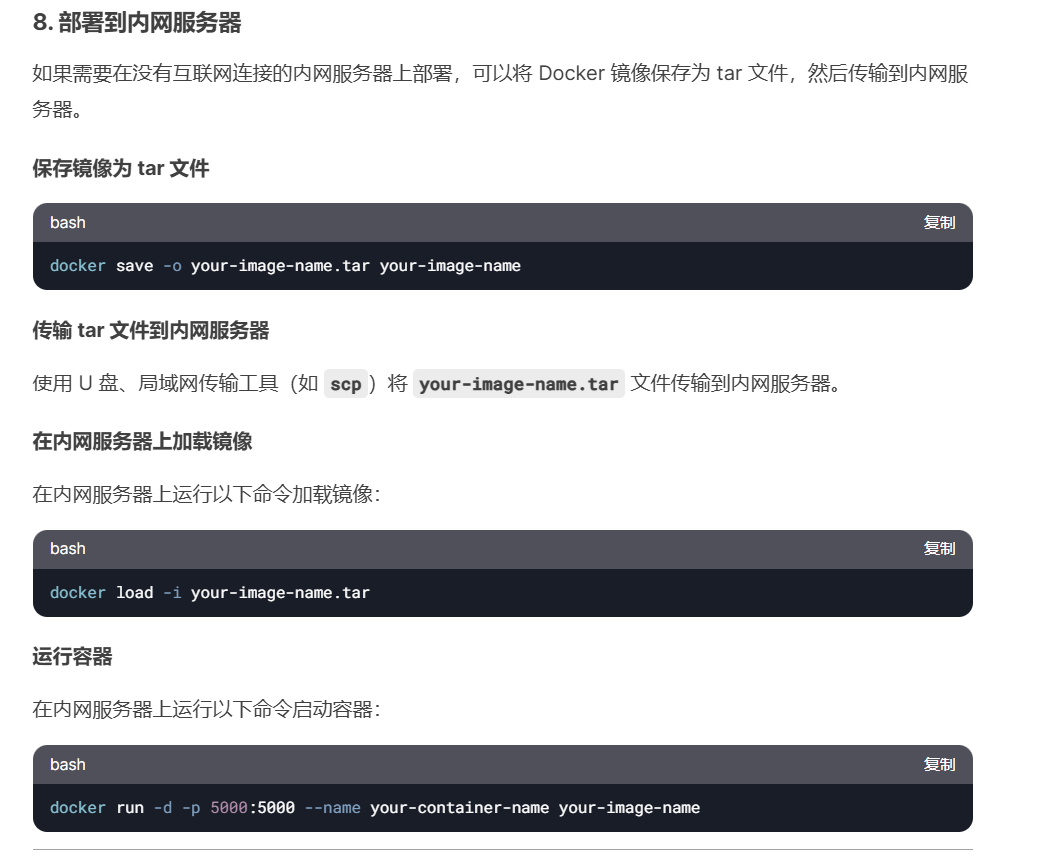 8. 部署到内网服务器
如果需要在没有互联网连接的内网服务器上部署，可以将 Docker 镜像保存为 tar 文件，然后传输到内网服
务器。
保存镜像为 tar 文件
bash 复制
docker save -o your-image-name.tar your-image-name
传输 tar 文件到内网服务器
使用 U 盘、局域网传输工具（如 scp）将 your-image-name.tar 文件传输到内网服务器。
在内网服务器上加载镜像
在内网服务器上运行以下命令加载镜像：
bash 复制
docker load -i your-image-name.tar
运行容器
在内网服务器上运行以下命令启动容器：
bash 复制
docker run -d -p 5000:5000 --name your-container-name your-image-name